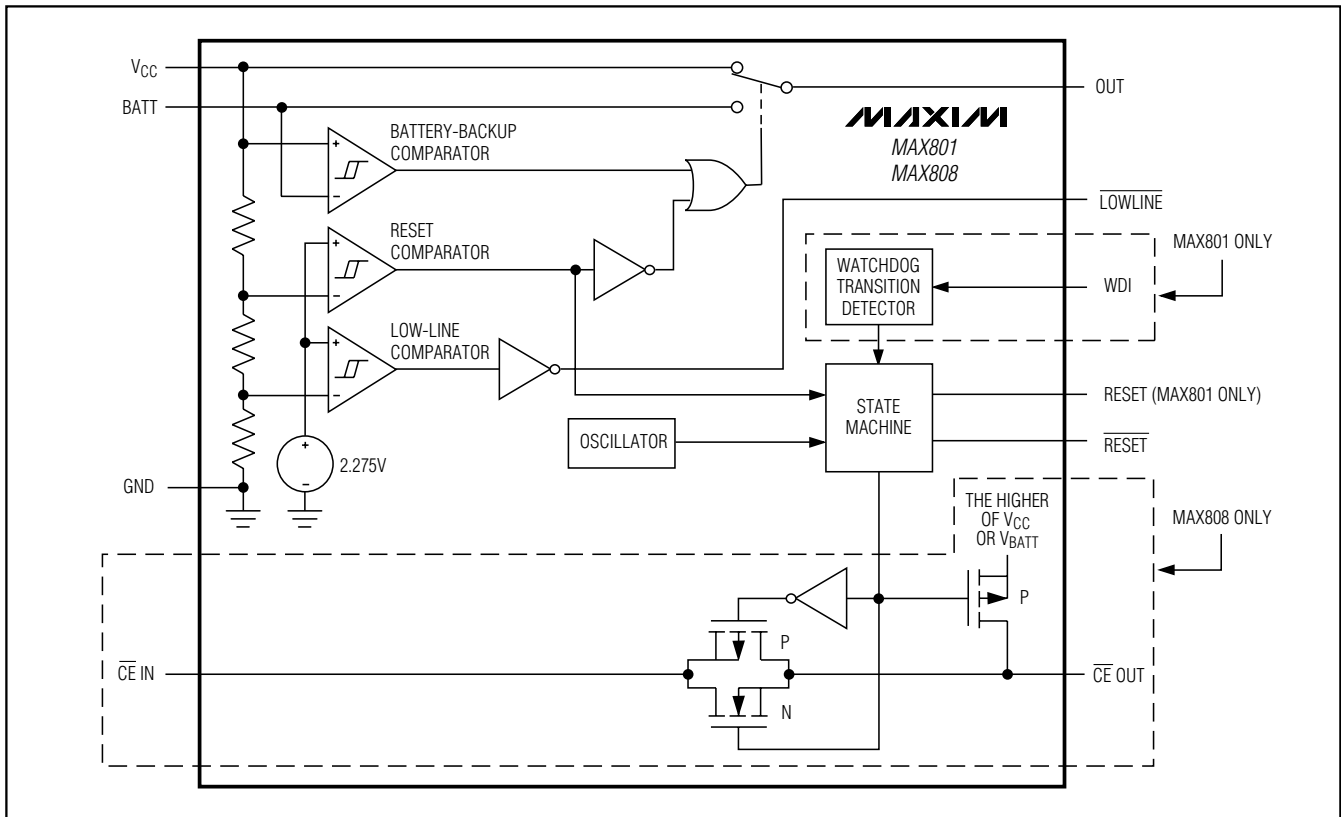 VCC
BATT
BATTERY-BACKUP
COMPARATOR
+
−
MAXIM
MAX801
MAX808
OUT
LOWLINE
RESET
COMPARATOR
+
−
WATCHDOG
TRANSITION
DETECTOR
WDI
MAX801 ONLY
LOW-LINE
COMPARATOR
+
−
STATE
MACHINE
RESET (MAX801 ONLY)
RESET
OSCILLATOR
+
−
2.275V
GND
THE HIGHER
OF VCC
OR VBATT
MAX808 ONLY
P
P
CE IN
CE OUT
N